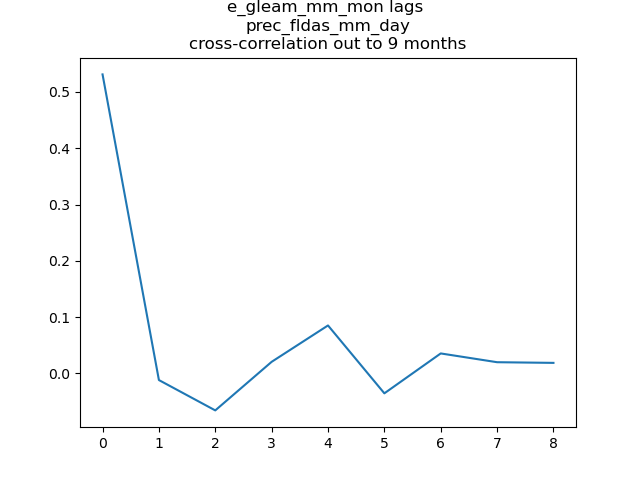 e_gleam_mm_mon lags
prec_fldas_mm_day
cross-correlation out to 9 months
0.5
0.4
0.3
0.2
0.1
0.0
0 1 2 3 4 5 6 7 8